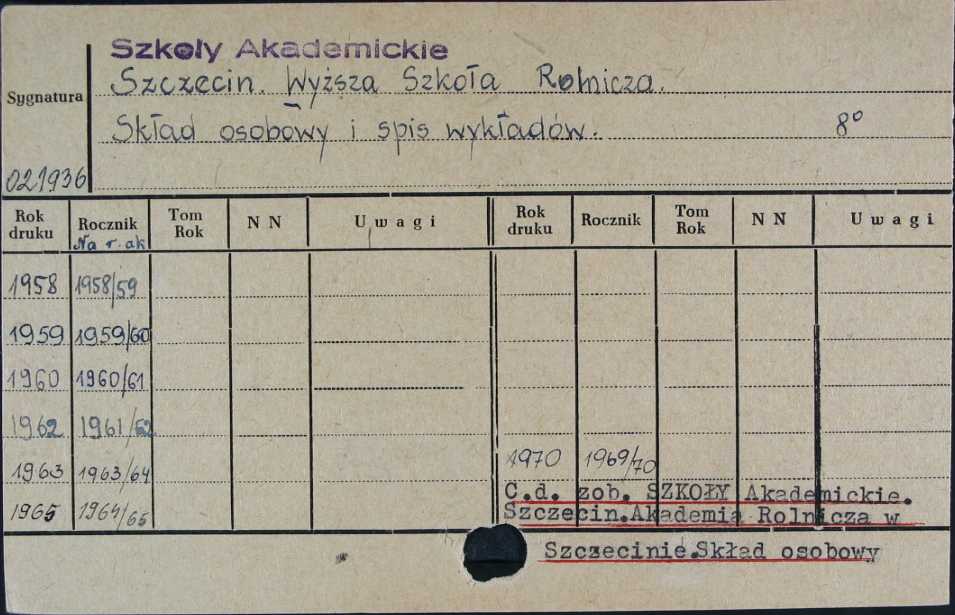 Szkoły Akademickie
Sygnatura
Szczecin. Wyższa Szkoła Rolnicza.
Skład osobowy i spis wykładów. 8°
021936
Rok druku Rocznik Tom Rok N N Uwagi Rok druku Rocznik Tom Rok N N Uwagi
Na r. ak
1958 1958/59
1959 1959/60
1960 1960/61
1962 1961/62
1963 1963/64 1970 1969/70
1965 1964/65
C.d. zob. SZKOŁY Akademickie.
Szczecin.Akademia Rolnicza w
Szczecinie.Skład osobowy